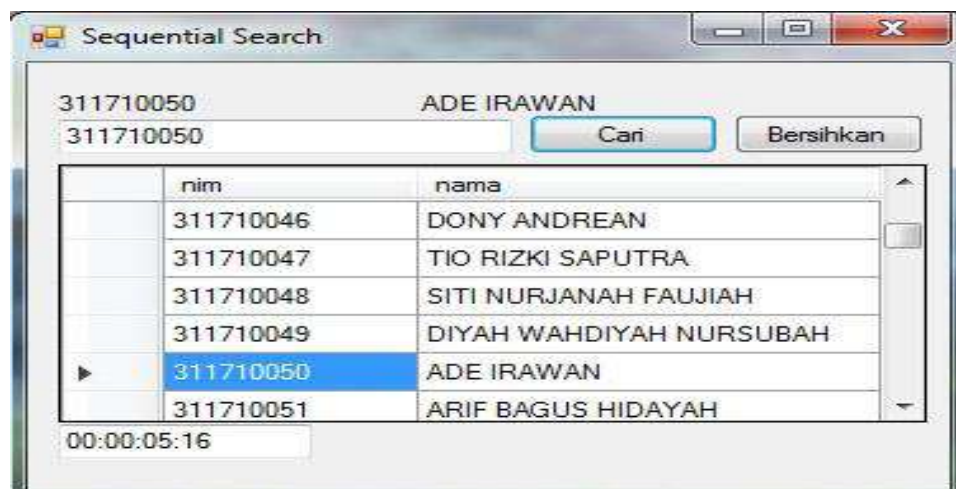 Sequential Search
311710050 ADE IRAWAN
311710050 Cari Bersihkan
nim nama
311710046 DONY ANDREAN
311710047 TIO RIZKI SAPUTRA
311710048 SITI NURJANAH FAUJIAH
311710049 DIYAH WAHDIYAH NURSUBAH
311710050 ADE IRAWAN
311710051 ARIF BAGUS HIDAYAH
00:00:05:16